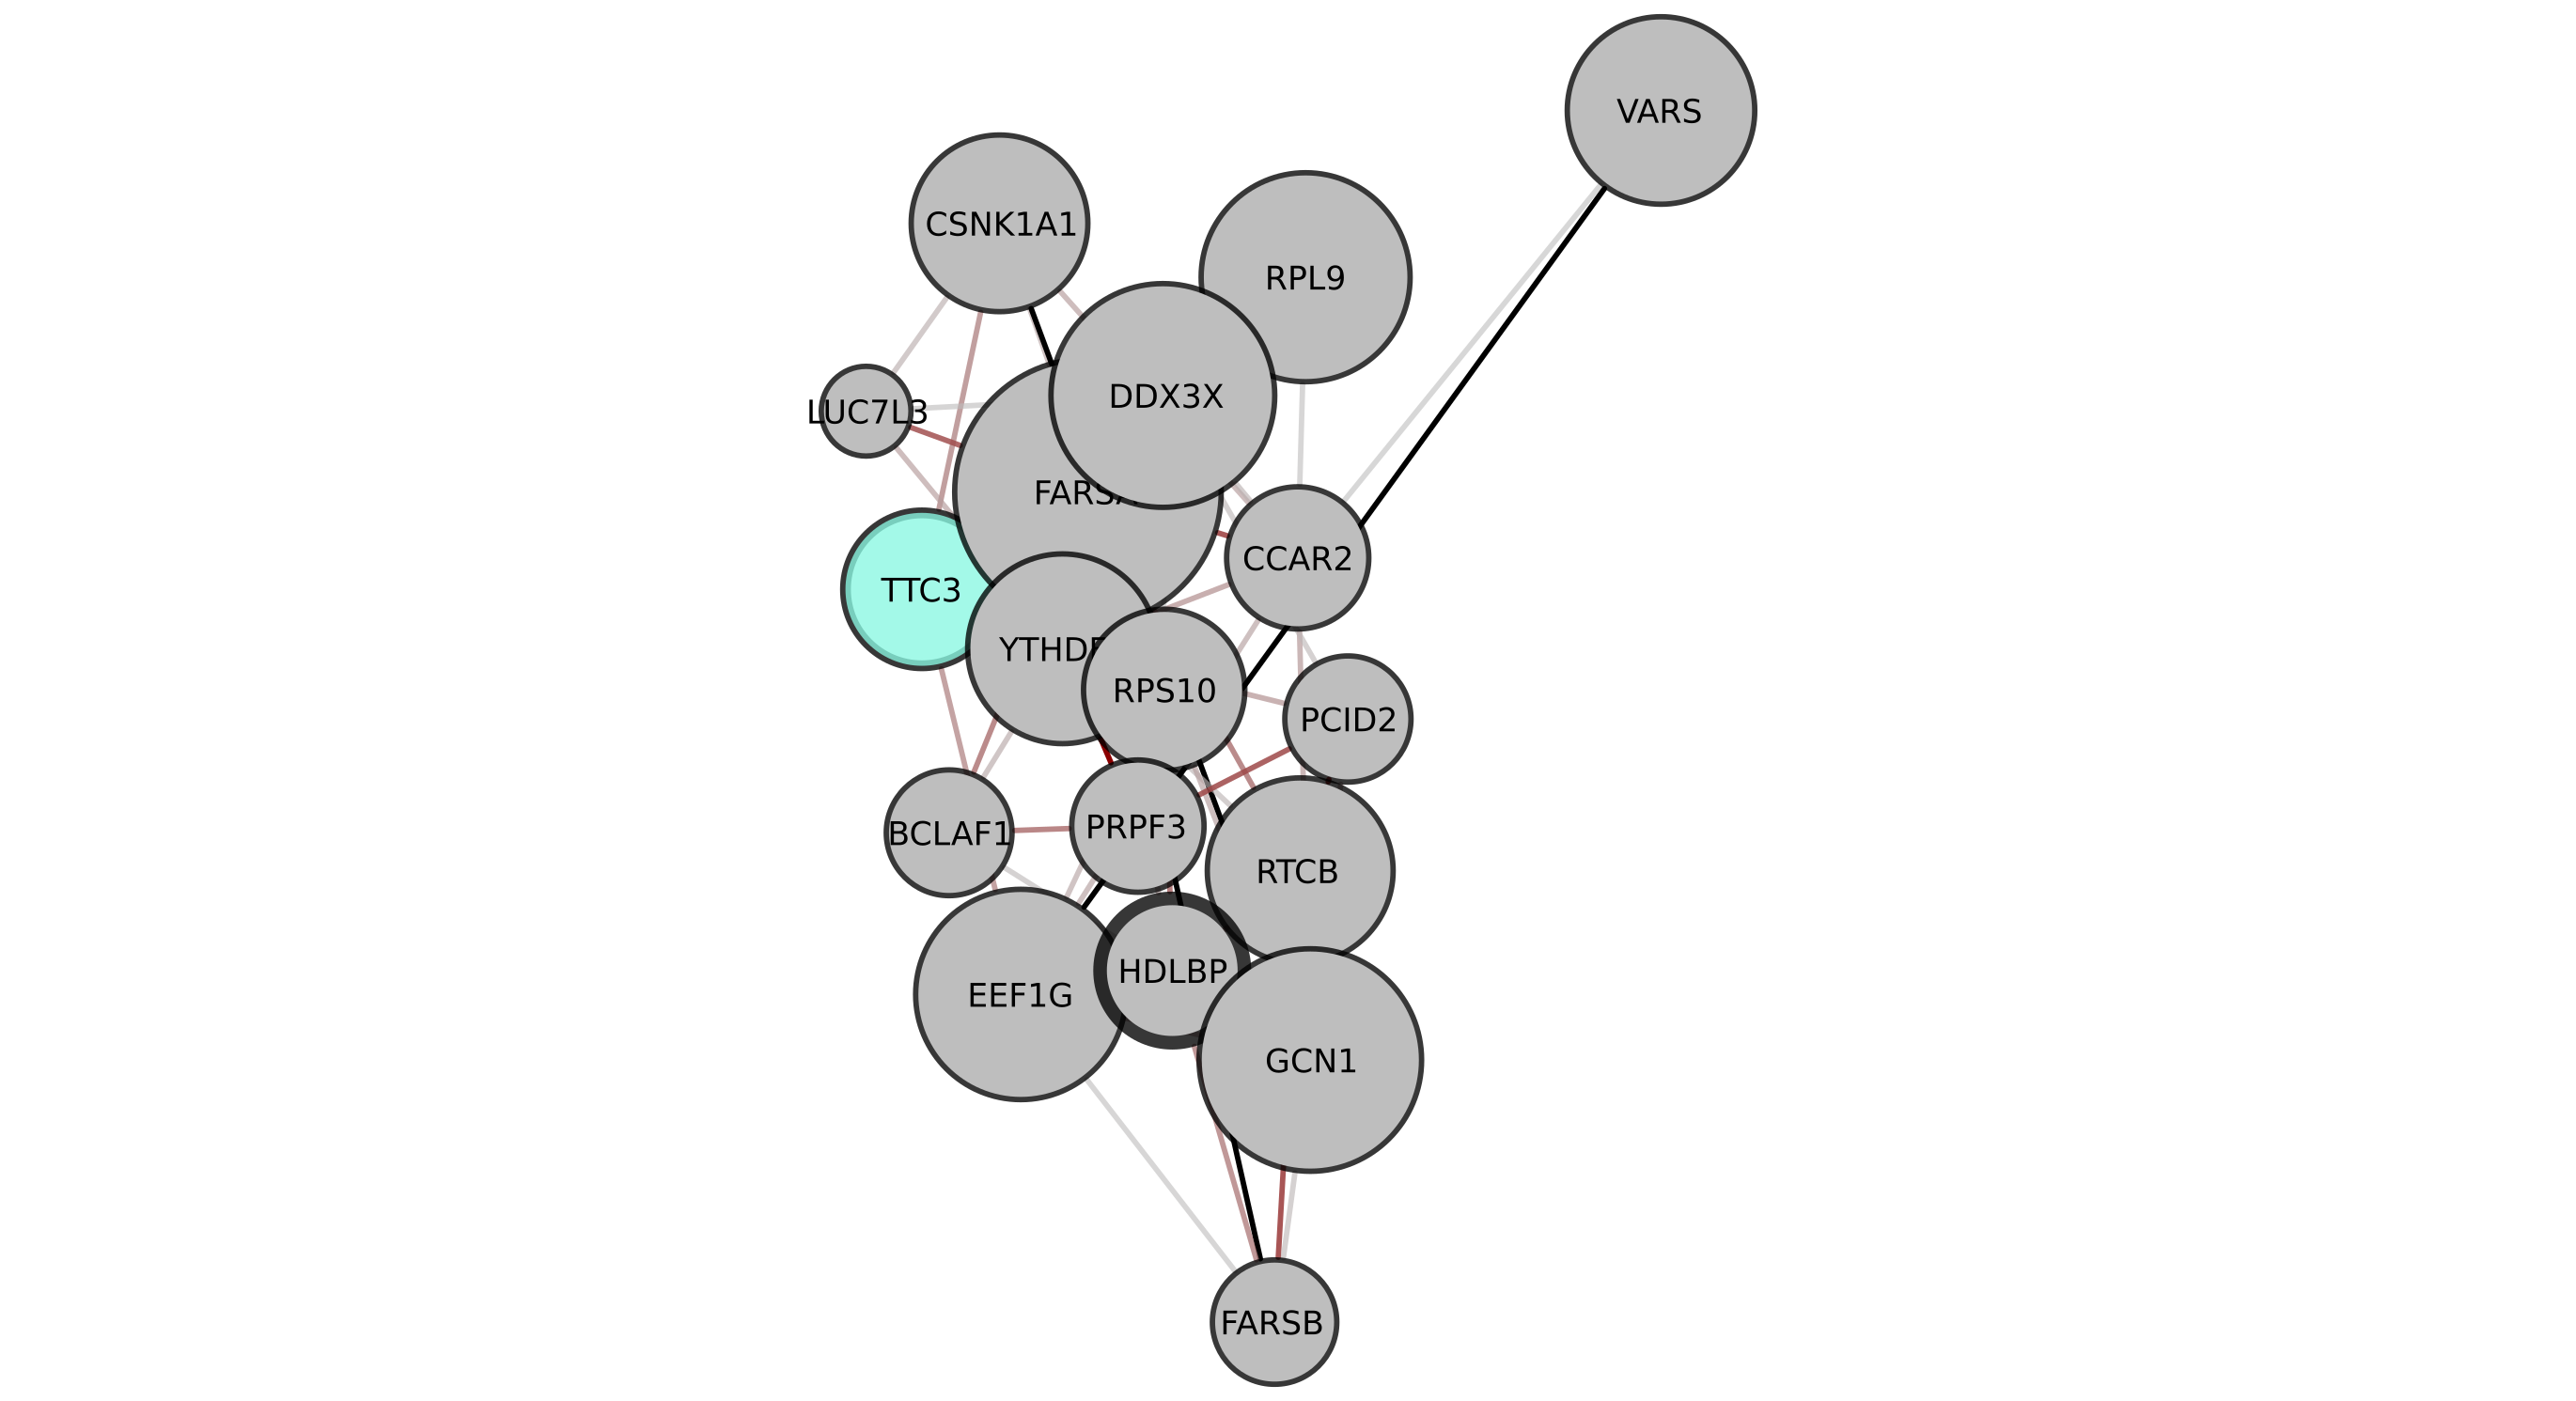 VARS
CSNK1A1
RPL9
DDX3X
LUC7L3
FARSA
CCAR2
TTC3
YTHDF
RPS10
PCID2
PRPF3
BCLAF1
RTCB
HDLBP
EEF1G
GCN1
FARSB